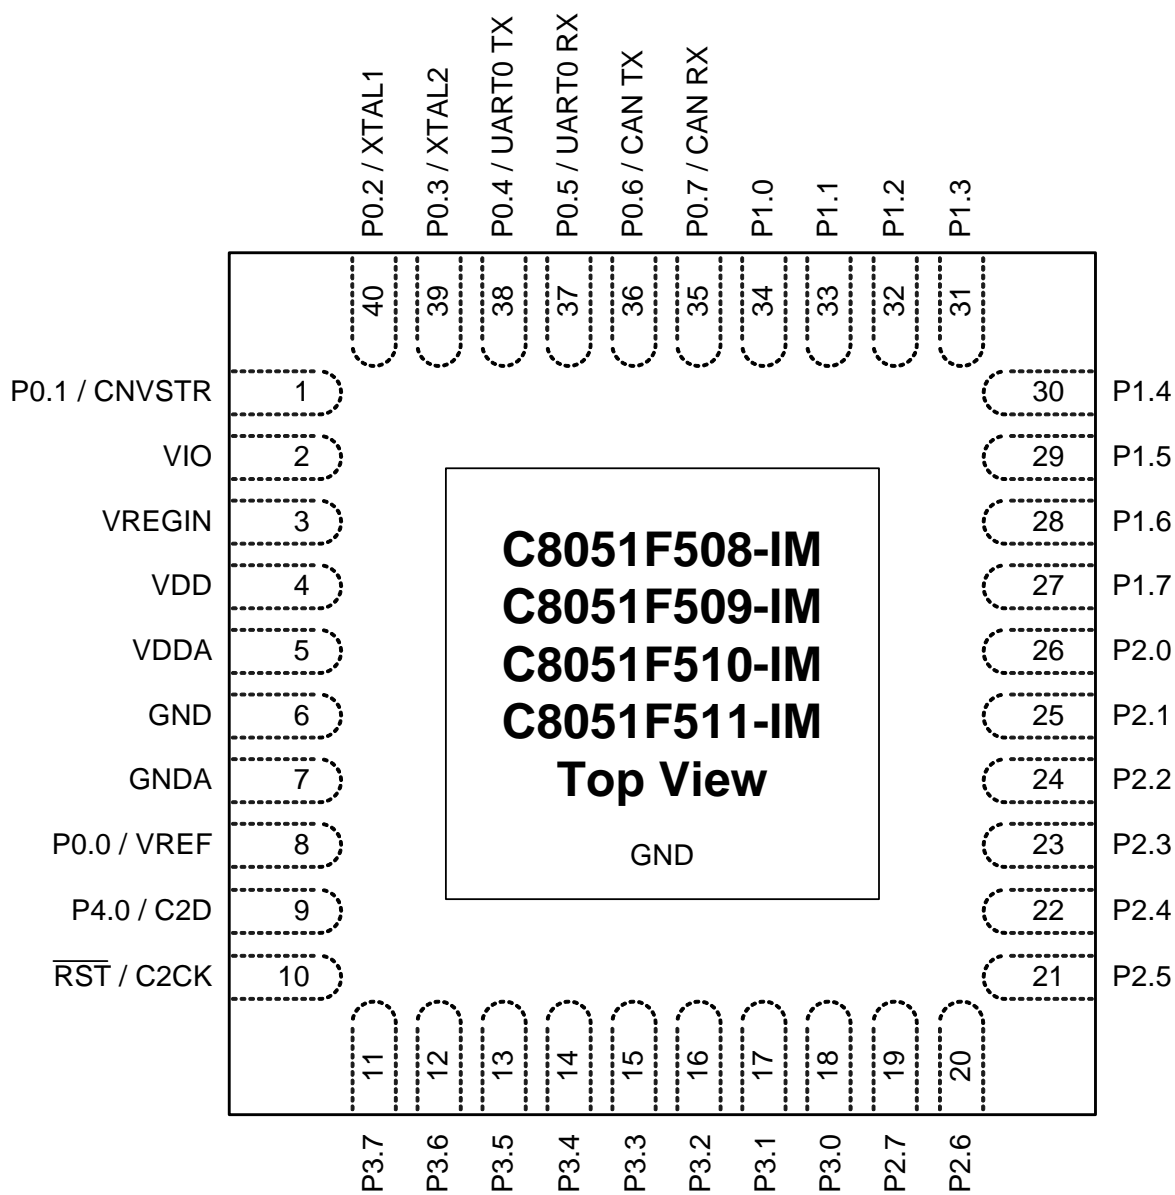 P0.2 / XTAL1
P0.3 / XTAL2
P0.4 / UART0 TX
P0.5 / UART0 RX
P0.6 / CAN TX
P0.7 / CAN RX
P1.0
P1.1
P1.2
P1.3
40
39
38
37
36
35
34
33
32
31
P0.1 / CNVSTR 1
VIO 2
VREGIN 3
VDD 4
VDDA 5
GND 6
GNDA 7
P0.0 / VREF 8
P4.0 / C2D 9
RST / C2CK 10
C8051F508-IM
C8051F509-IM
C8051F510-IM
C8051F511-IM
Top View
GND
30 P1.4
29 P1.5
28 P1.6
27 P1.7
26 P2.0
25 P2.1
24 P2.2
23 P2.3
22 P2.4
21 P2.5
11
12
13
14
15
16
17
18
19
20
P3.7
P3.6
P3.5
P3.4
P3.3
P3.2
P3.1
P3.0
P2.7
P2.6